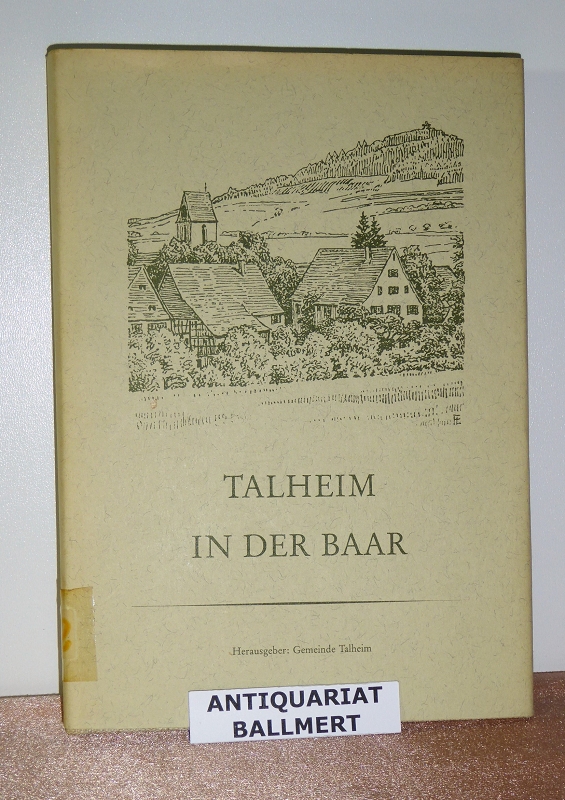 TALHEIM
IN DER BAAR
Herausgeber: Gemeinde Talheim
ANTIQUARIAT
BALLMERT